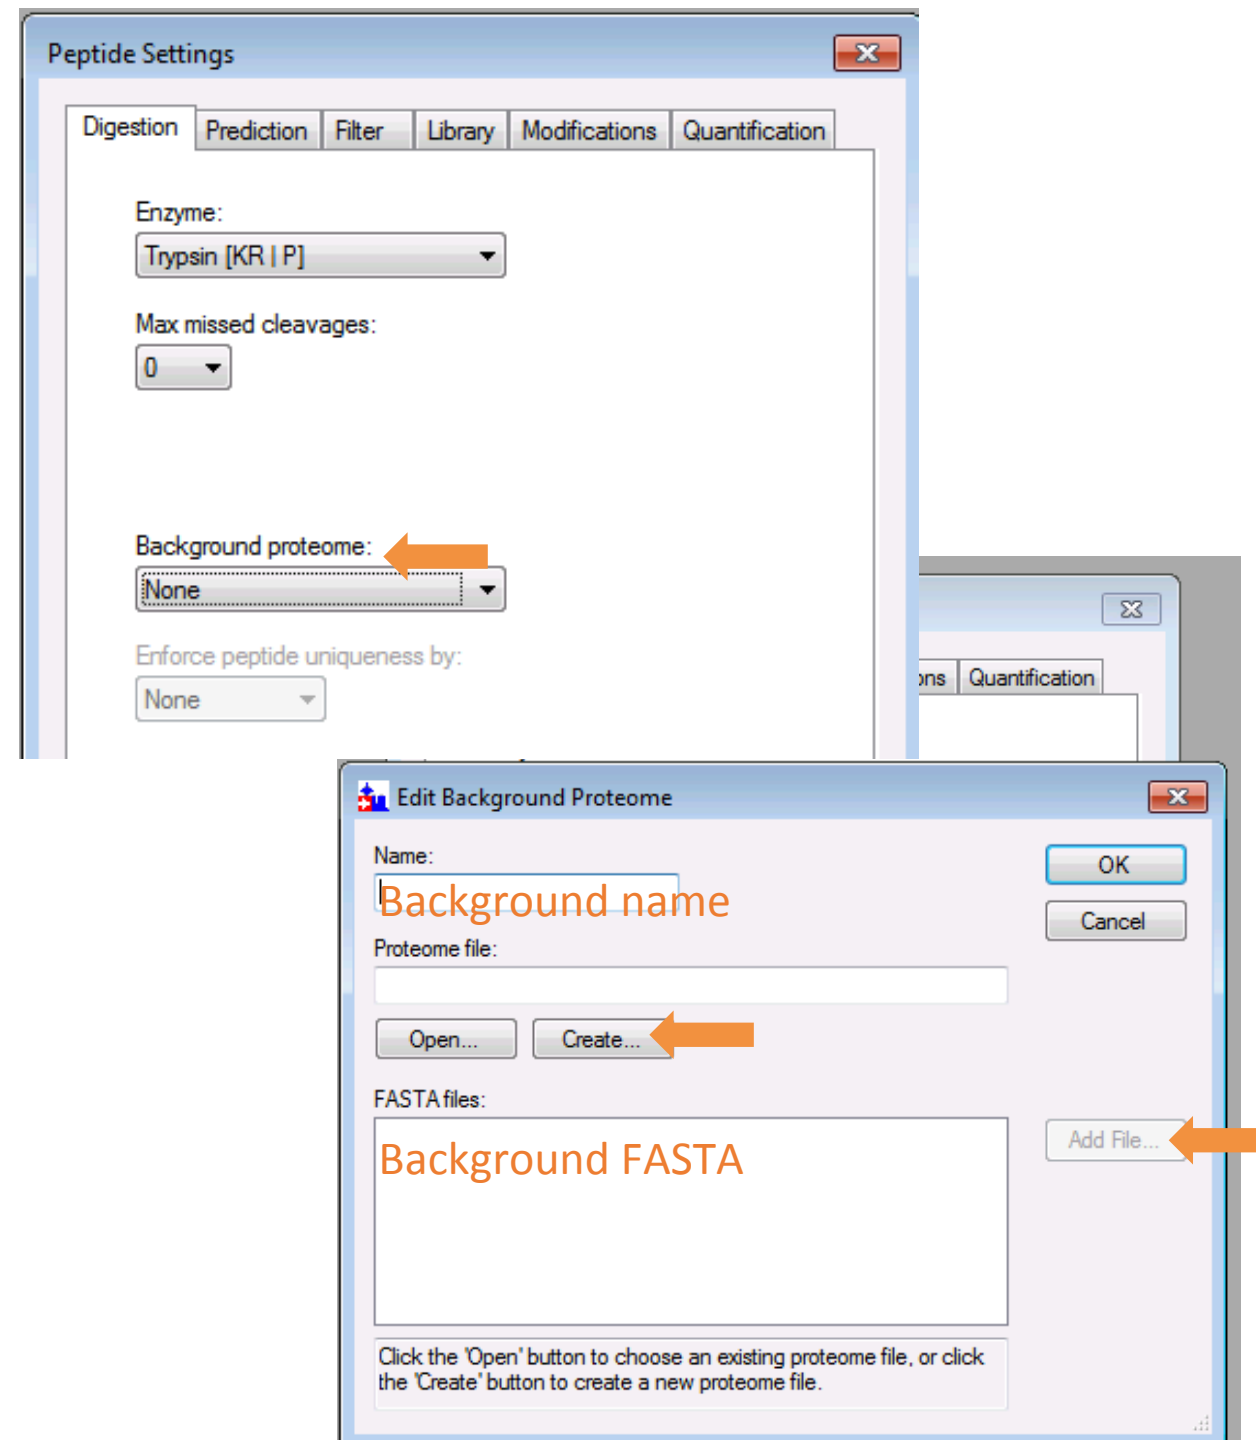 Peptide Settings
Digestion Prediction Filter Library Modifications Quantification
Enzyme:
Trypsin [KR | P]
Max missed cleavages:
0
Background proteome:
None
Enforce peptide uniqueness by:
None
Quantification
Edit Background Proteome
Name:
Background name
OK
Cancel
Proteome file:
Open... Create...
FASTA files:
Background FASTA
Add File...
Click the 'Open' button to choose an existing proteome file, or click
the 'Create' button to create a new proteome file.